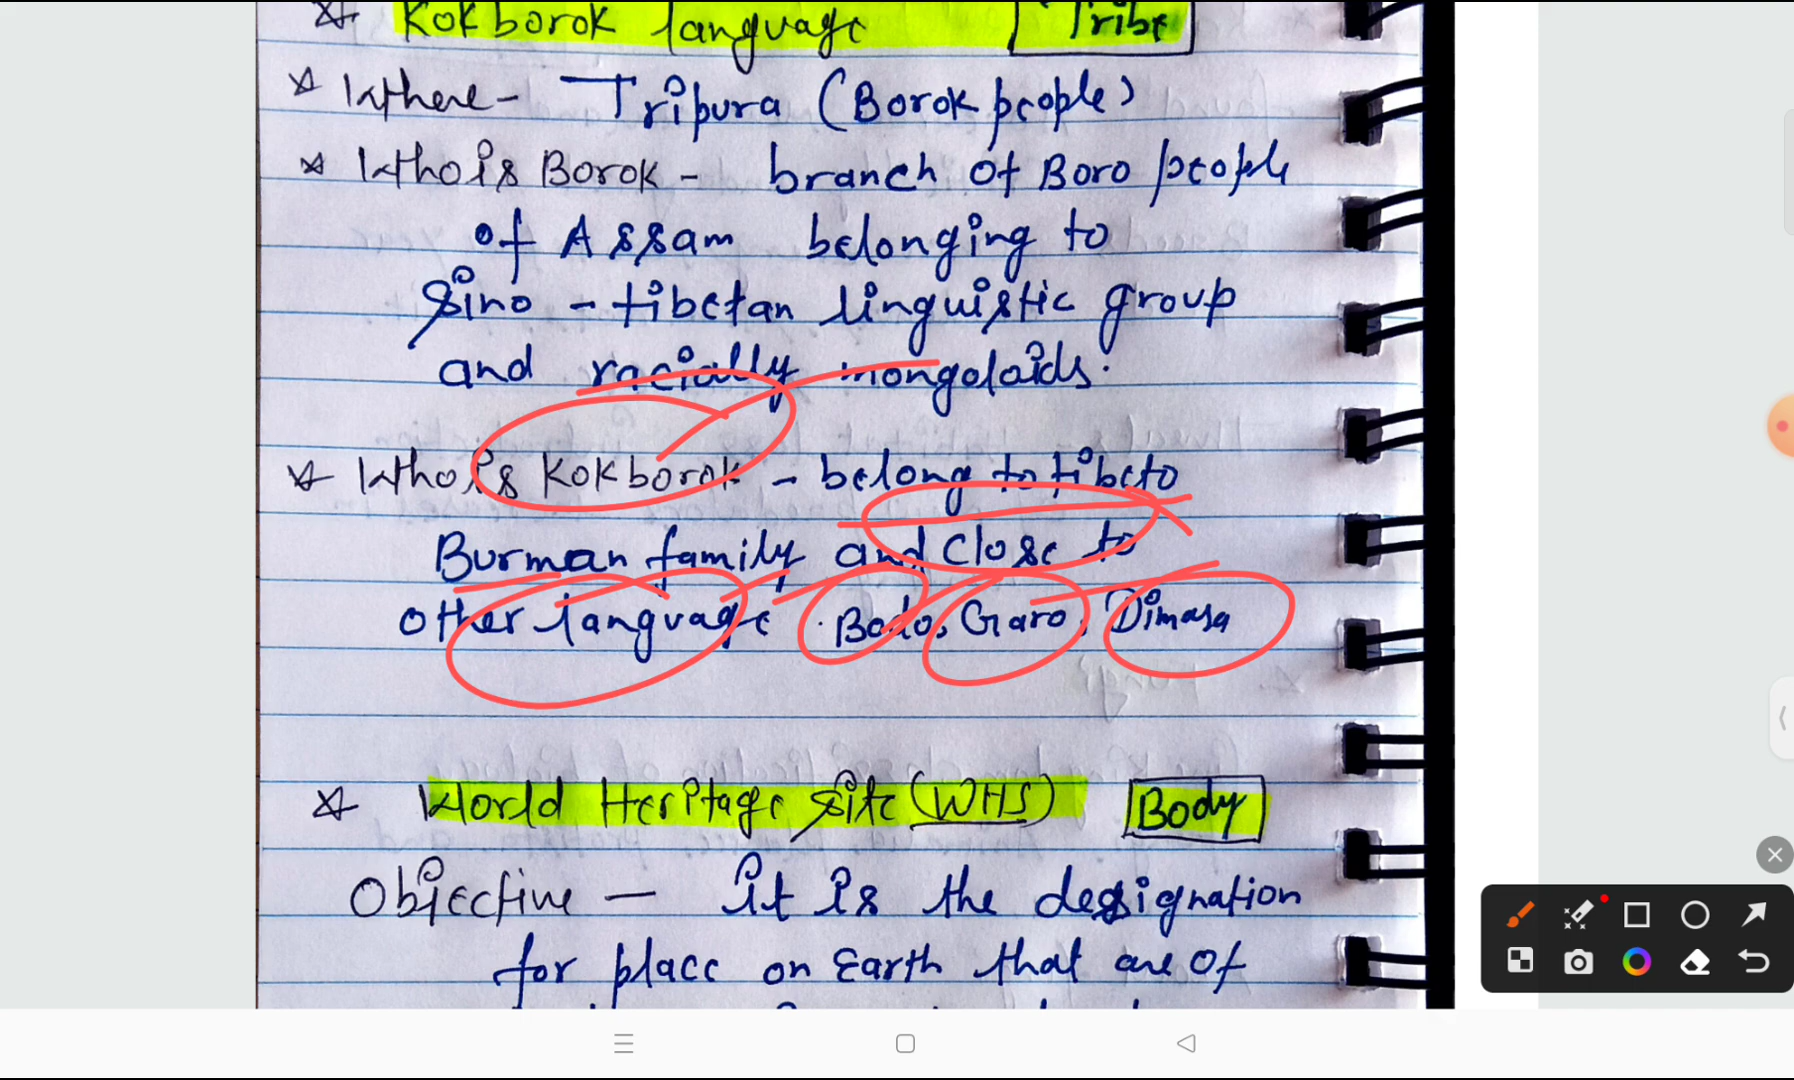 Kokborok language Tribe
Where - Tripura (Borok people)
Who is Borok - branch of Boro people
of Assam belonging to
Sino - tibetan linguistic group
and racially mongoloids.
Who is Kokborok - belong to tibeto
Burman family and close to
other language Bodo, Garo, Dimasa
World Heritage Site (WHS) Body
Objective - it is the designation
for place on Earth that are of